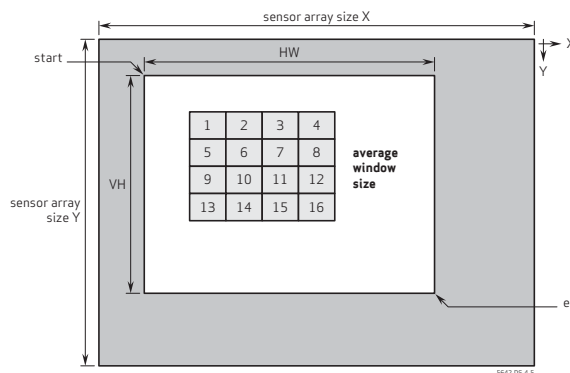 sensor array size X
X
start
HW
Y
1 2 3 4
5 6 7 8
9 10 11 12
13 14 15 16
average
window
size
VH
sensor array
size Y
e
5642_DS_4_5